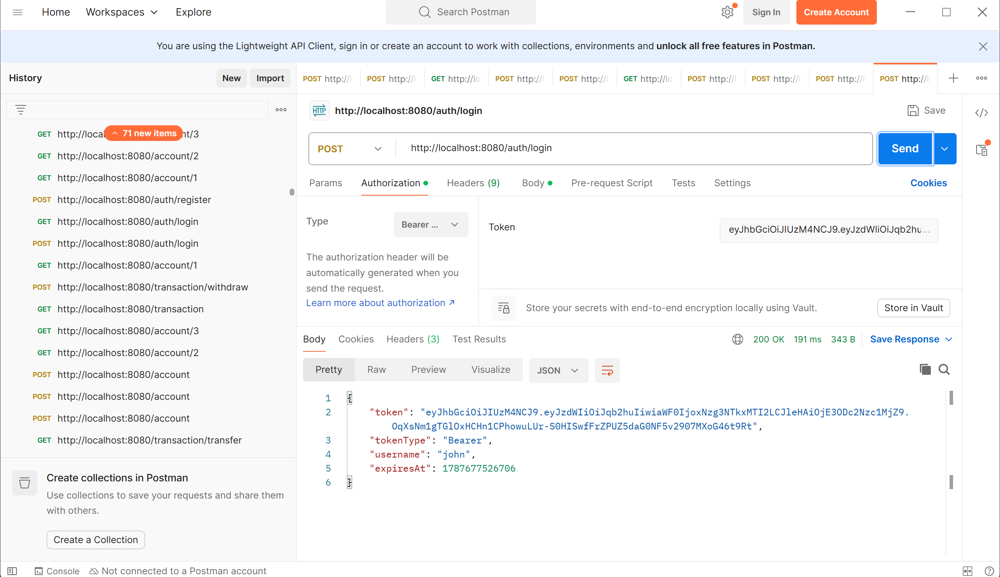 Home
Workspaces
Explore
Search Postman
Sign In
Create Account
You are using the Lightweight API Client, sign in or create an account to work with collections, environments and unlock all free features in Postman.
History
New
Import
POST http://l
POST http://l
GET http://lo
POST http://l
POST http://l
GET http://lo
POST http://l
POST http://l
POST http://l
POST http://l
GET http://loca nt/3
71 new items
GET http://localhost:8080/account/2
GET http://localhost:8080/account/1
POST http://localhost:8080/auth/register
GET http://localhost:8080/auth/login
POST http://localhost:8080/auth/login
GET http://localhost:8080/account/1
POST http://localhost:8080/transaction/withdraw
GET http://localhost:8080/transaction
GET http://localhost:8080/account/3
GET http://localhost:8080/account/2
POST http://localhost:8080/account
POST http://localhost:8080/account
POST http://localhost:8080/account
GET http://localhost:8080/transaction/transfer
Create collections in Postman
Use collections to save your requests and share them
with others.
Create a Collection
HTTP http://localhost:8080/auth/login
Save
POST http://localhost:8080/auth/login
Send
Params Authorization Headers (9) Body Pre-request Script Tests Settings
Cookies
Type
Bearer ...
The authorization header will be
automatically generated when you
send the request.
Learn more about authorization ↗
Token
eyJhbGciOiJIUzM4NCJ9.eyJzdWIiOiJqb2hu...
Store your secrets with end-to-end encryption locally using Vault.
Store in Vault
Body Cookies Headers (3) Test Results
200 OK 191 ms 343 B
Save Response
Pretty Raw Preview Visualize
JSON
1 {
2 "token": "eyJhbGciOiJIUzM4NCJ9.eyJzdWIiOiJqb2huIiwiaWF0IjoxNzg3NTkxMTI2LCJleHAiOjE3ODc2Nzc1MjZ9.
OqXsNm1gTGlOxHCHn1CPhowuLUr-S0HISwfFrZPUZ5daG0NF5v2907MXoG46t9Rt",
3 "tokenType": "Bearer",
4 "username": "john",
5 "expiresAt": 1787677526706
6 }
Console
Not connected to a Postman account